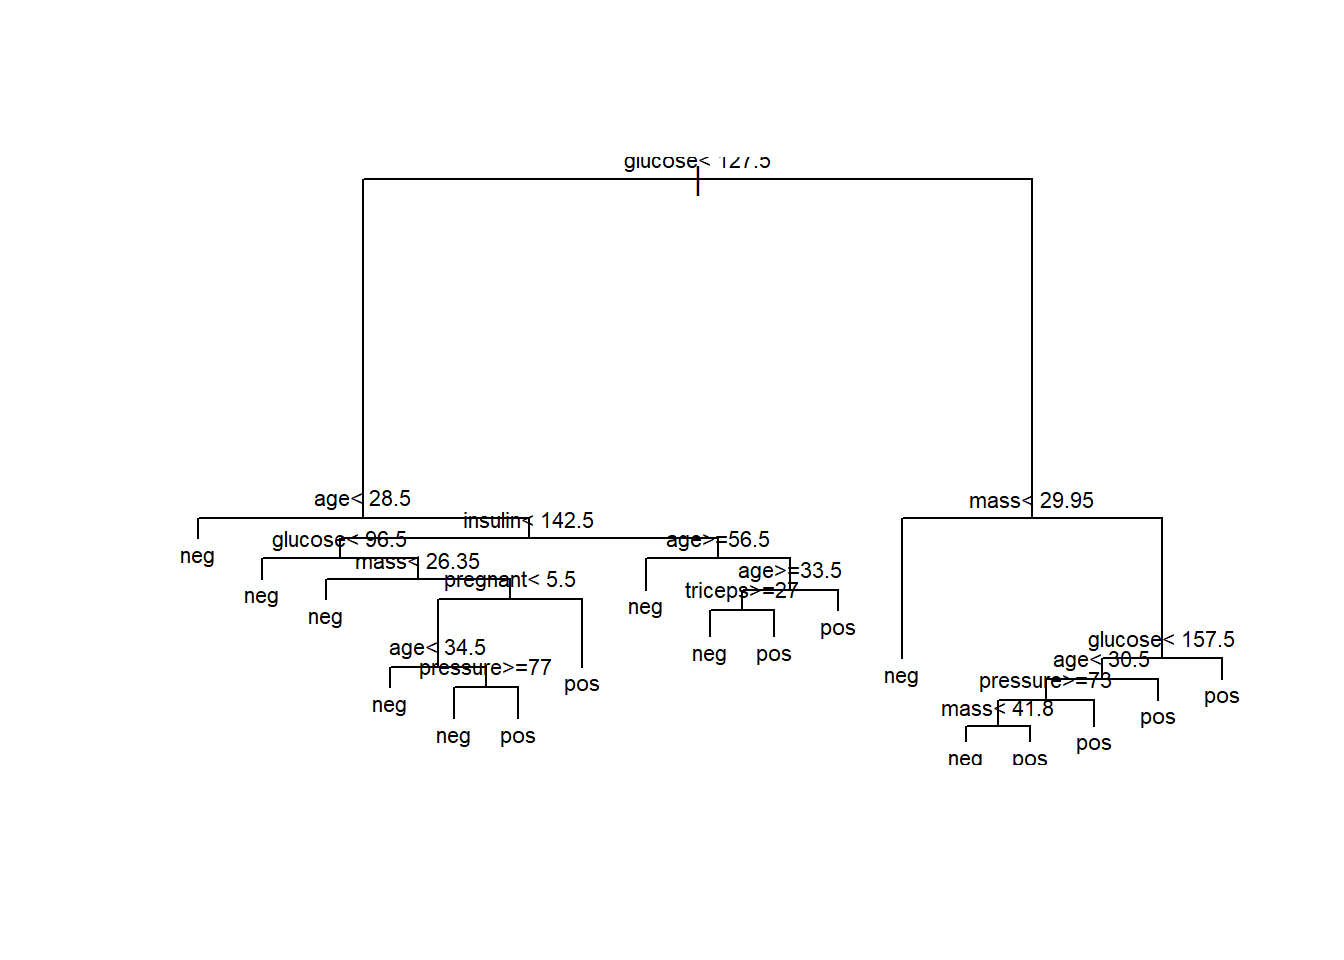 glucose< 127.5
age< 28.5
mass< 29.95
insulin< 142.5
glucose< 96.5
age>=56.5
neg
mass< 26.35
age>=33.5
pregnant< 5.5
triceps>=27
neg
neg
neg
pos
glucose< 157.5
age< 34.5
neg
pos
age< 30.5
pressure>=77
neg
pos
pressure>=73
pos
neg
mass< 41.8
pos
neg
pos
pos
neg
pos